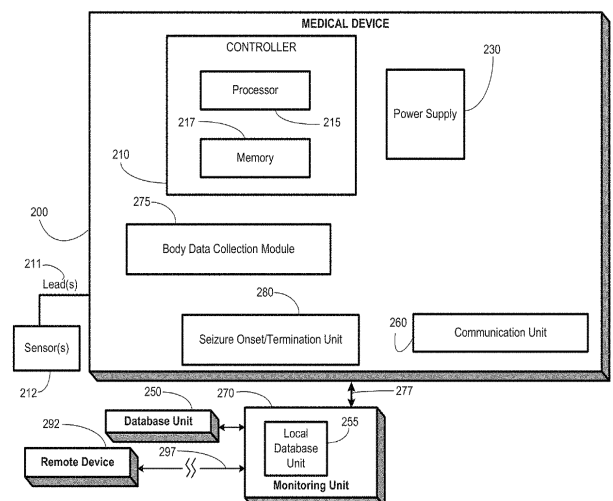 MEDICAL DEVICE
CONTROLLER
230
Processor
Power Supply
217
215
Memory
210
275
200
Body Data Collection Module
211
Lead(s)
280
260
Communication Unit
Seizure Onset/Termination Unit
Sensor(s)
212
250
270
277
292
Database Unit
255
Local
Database
Unit
Remote Device
297
Monitoring Unit